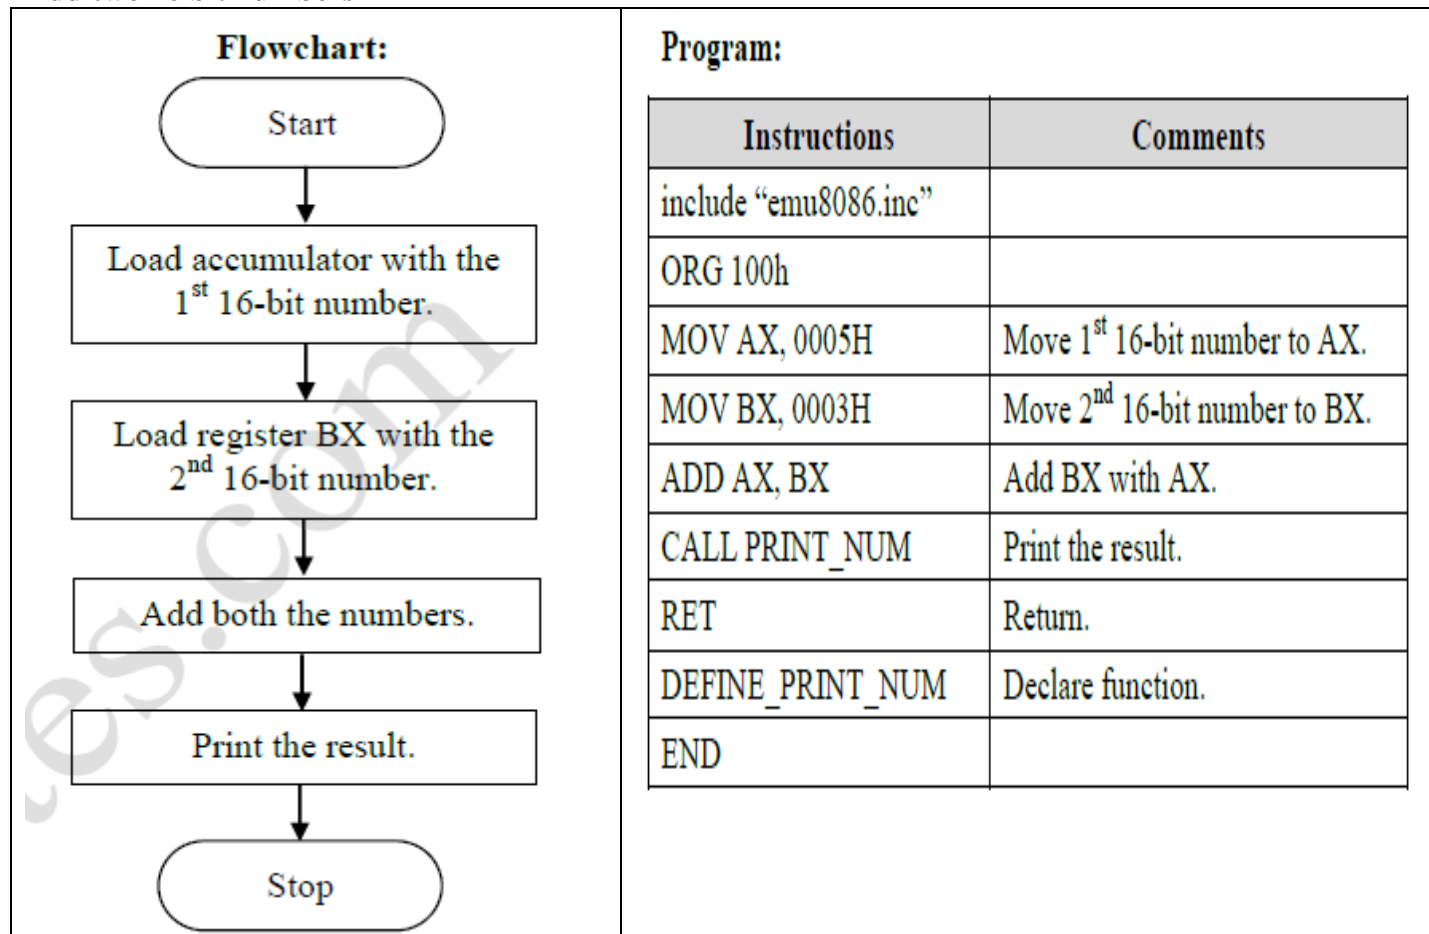 Flowchart:
Start
Load accumulator with the
1st 16-bit number.
Load register BX with the
2nd 16-bit number.
Add both the numbers.
Print the result.
Stop
Program:
Instructions Comments
include “emu8086.inc”
ORG 100h
MOV AX, 0005H Move 1st 16-bit number to AX.
MOV BX, 0003H Move 2nd 16-bit number to BX.
ADD AX, BX Add BX with AX.
CALL PRINT_NUM Print the result.
RET Return.
DEFINE_PRINT_NUM Declare function.
END
tes.com